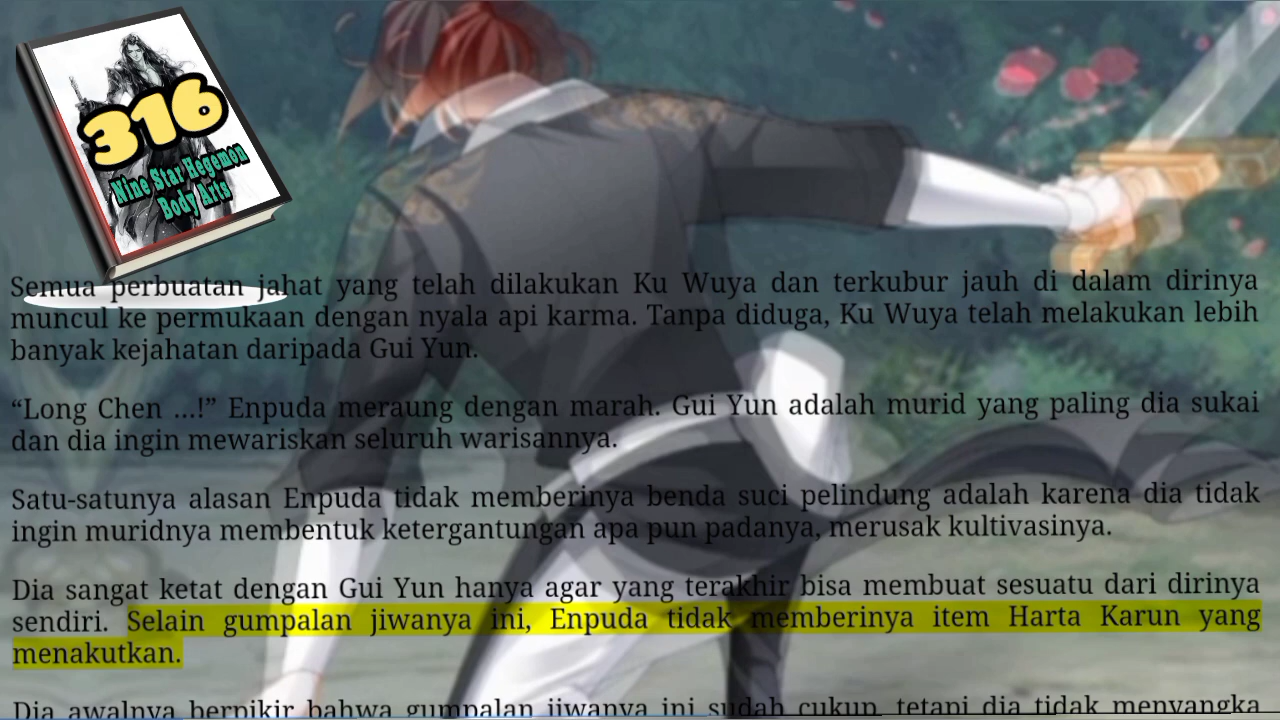 316
Nine Star Hegemon
Body Arts
Semua perbuatan jahat yang telah dilakukan Ku Wuya dan terkubur jauh di dalam dirinya
muncul ke permukaan dengan nyala api karma. Tanpa diduga, Ku Wuya telah melakukan lebih
banyak kejahatan daripada Gui Yun.
“Long Chen ...!” Enpuda meraung dengan marah. Gui Yun adalah murid yang paling dia sukai
dan dia ingin mewariskan seluruh warisannya.
Satu-satunya alasan Enpuda tidak memberinya benda suci pelindung adalah karena dia tidak
ingin muridnya membentuk ketergantungan apa pun padanya, merusak kultivasinya.
Dia sangat ketat dengan Gui Yun hanya agar yang terakhir bisa membuat sesuatu dari dirinya
sendiri. Selain gumpalan jiwanya ini, Enpuda tidak memberinya item Harta Karun yang
menakutkan.
Dia awalnya berpikir bahwa gumpalan jiwanya ini sudah cukup, tetapi dia tidak menyangka